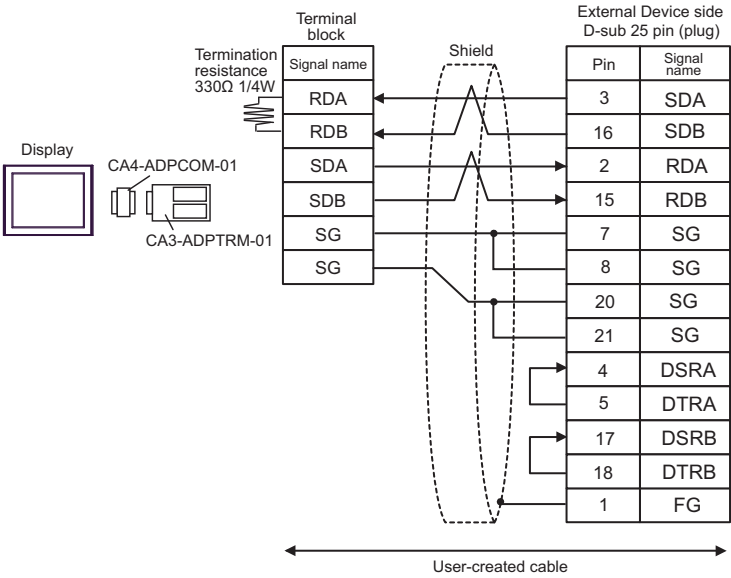 Terminal
block
External Device side
D-sub 25 pin (plug)
Termination
resistance
330Ω 1/4W
Shield
Signal name
Pin
Signal
name
RDA
3
SDA
RDB
16
SDB
Display
CA4-ADPCOM-01
SDA
2
RDA
SDB
15
RDB
CA3-ADPTRM-01
SG
7
SG
SG
8
SG
20
SG
21
SG
4
DSRA
5
DTRA
17
DSRB
18
DTRB
1
FG
User-created cable